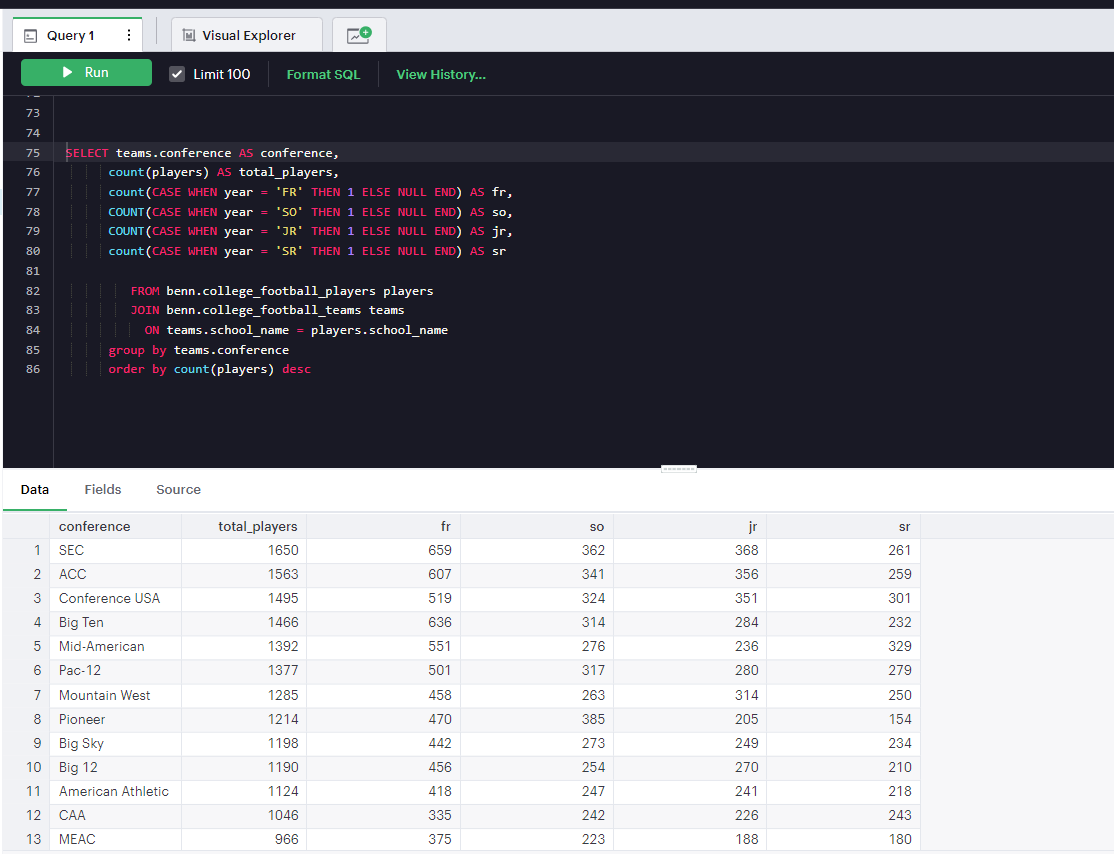 Query 1
Visual Explorer
Run
Limit 100
Format SQL
View History...
73
74
75 SELECT teams.conference AS conference,
76 count(players) AS total_players,
77 count(CASE WHEN year = 'FR' THEN 1 ELSE NULL END) AS fr,
78 COUNT(CASE WHEN year = 'SO' THEN 1 ELSE NULL END) AS so,
79 COUNT(CASE WHEN year = 'JR' THEN 1 ELSE NULL END) AS jr,
80 count(CASE WHEN year = 'SR' THEN 1 ELSE NULL END) AS sr
81
82 FROM benn.college_football_players players
83 JOIN benn.college_football_teams teams
84 ON teams.school_name = players.school_name
85 group by teams.conference
86 order by count(players) desc
Data Fields Source
conference total_players fr so jr sr
1 SEC 1650 659 362 368 261
2 ACC 1563 607 341 356 259
3 Conference USA 1495 519 324 351 301
4 Big Ten 1466 636 314 284 232
5 Mid-American 1392 551 276 236 329
6 Pac-12 1377 501 317 280 279
7 Mountain West 1285 458 263 314 250
8 Pioneer 1214 470 385 205 154
9 Big Sky 1198 442 273 249 234
10 Big 12 1190 456 254 270 210
11 American Athletic 1124 418 247 241 218
12 CAA 1046 335 242 226 243
13 MEAC 966 375 223 188 180